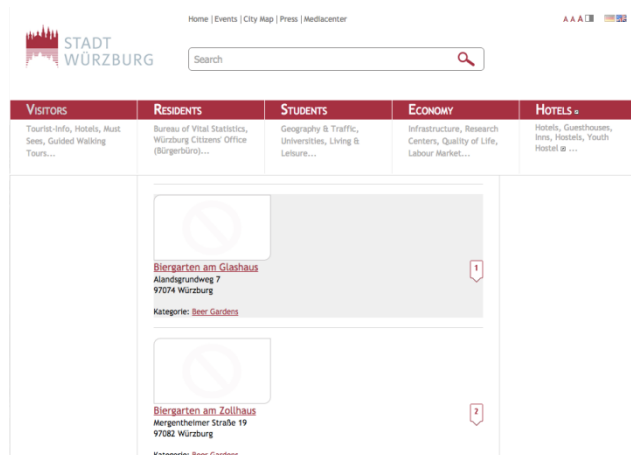 Home | Events | City Map | Press | Mediacenter
A A A
STADT
WÜRZBURG
Search
VISITORS
RESIDENTS
STUDENTS
ECONOMY
HOTELS
Tourist-Info, Hotels, Must
Sees, Guided Walking
Tours...
Bureau of Vital Statistics,
Würzburg Citizens' Office
(Bürgerbüro)...
Geography & Traffic,
Universities, Living &
Leisure...
Infrastructure, Research
Centers, Quality of Life,
Labour Market...
Hotels, Guesthouses,
Inns, Hostels, Youth
Hostel ...
Biergarten am Glashaus
1
Alandsgrundweg 7
97074 Würzburg
Kategorie: Beer Gardens
Biergarten am Zollhaus
2
Mergentheimer Straße 19
97082 Würzburg
Kategorie: Beer Gardens